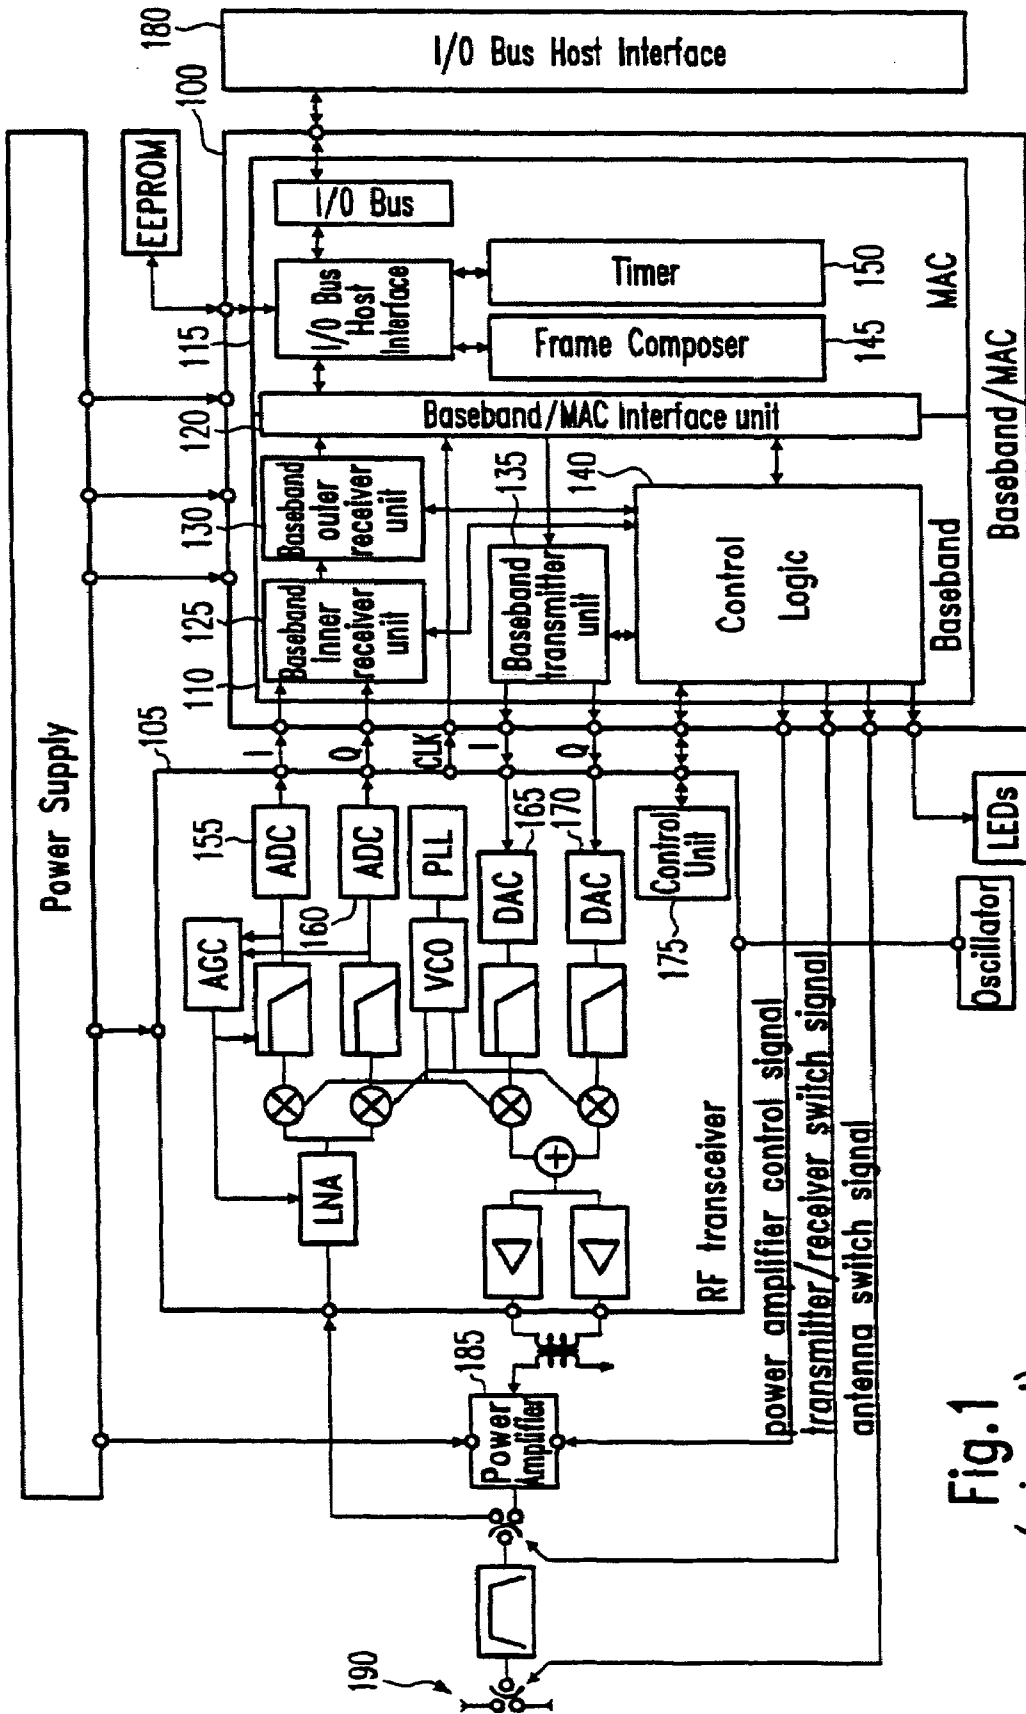 Power Supply
EEPROM
180
I/O Bus Host Interface
100
115
120
130
125
110
105
I/O Bus
I/O Bus
Host
Interface
Timer
150
Frame Composer
145
MAC
Baseband/MAC Interface unit
Baseband/MAC
Baseband
outer
receiver
unit
Baseband
inner
receiver
unit
135
Baseband
transmitter
unit
140
Control
Logic
Baseband
I
Q
CLK
I
Q
155
ADC
ADC
160
AGC
PLL
VCO
165
DAC
170
DAC
Control
Unit
175
LNA
RF transceiver
LEDs
Oscillator
185
Power
Amplifier
power amplifier control signal
transmitter/receiver switch signal
antenna switch signal
190
Fig.1